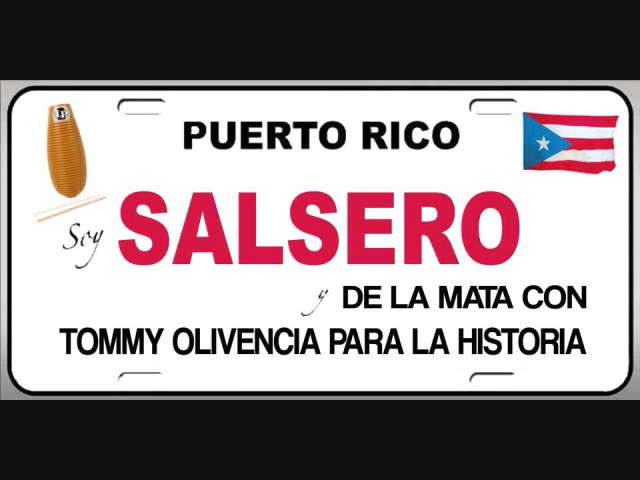 PUERTO RICO
Soy SALSERO
y DE LA MATA CON
TOMMY OLIVENCIA PARA LA HISTORIA